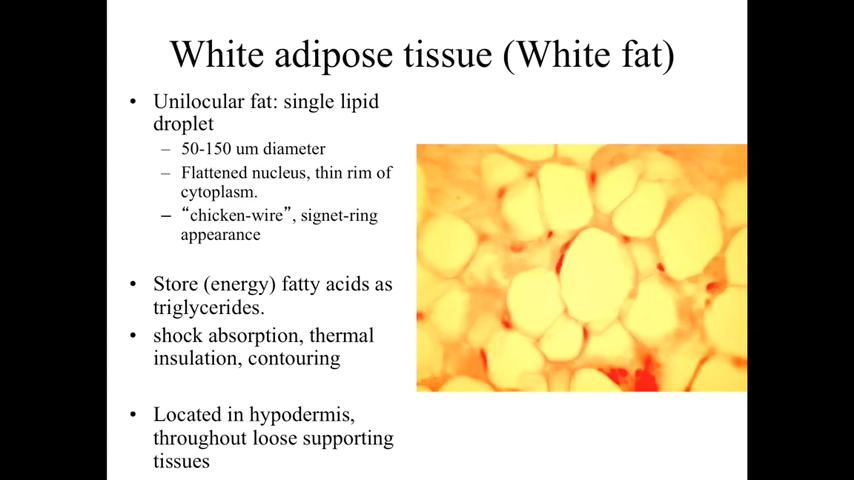 White adipose tissue (White fat)
• Unilocular fat: single lipid
droplet
– 50-150 um diameter
– Flattened nucleus, thin rim of
cytoplasm.
– “chicken-wire”, signet-ring
appearance
• Store (energy) fatty acids as
triglycerides.
• shock absorption, thermal
insulation, contouring
• Located in hypodermis,
throughout loose supporting
tissues